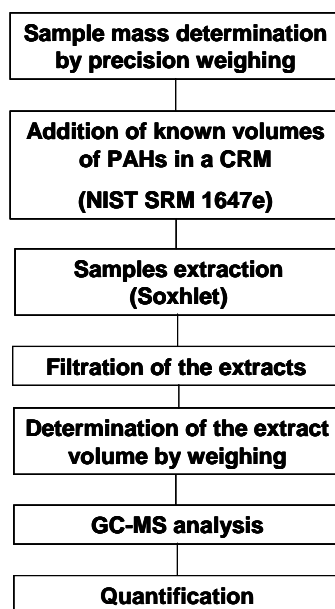 Sample mass determination
by precision weighing
Addition of known volumes
of PAHs in a CRM
(NIST SRM 1647e)
Samples extraction
(Soxhlet)
Filtration of the extracts
Determination of the extract
volume by weighing
GC-MS analysis
Quantification